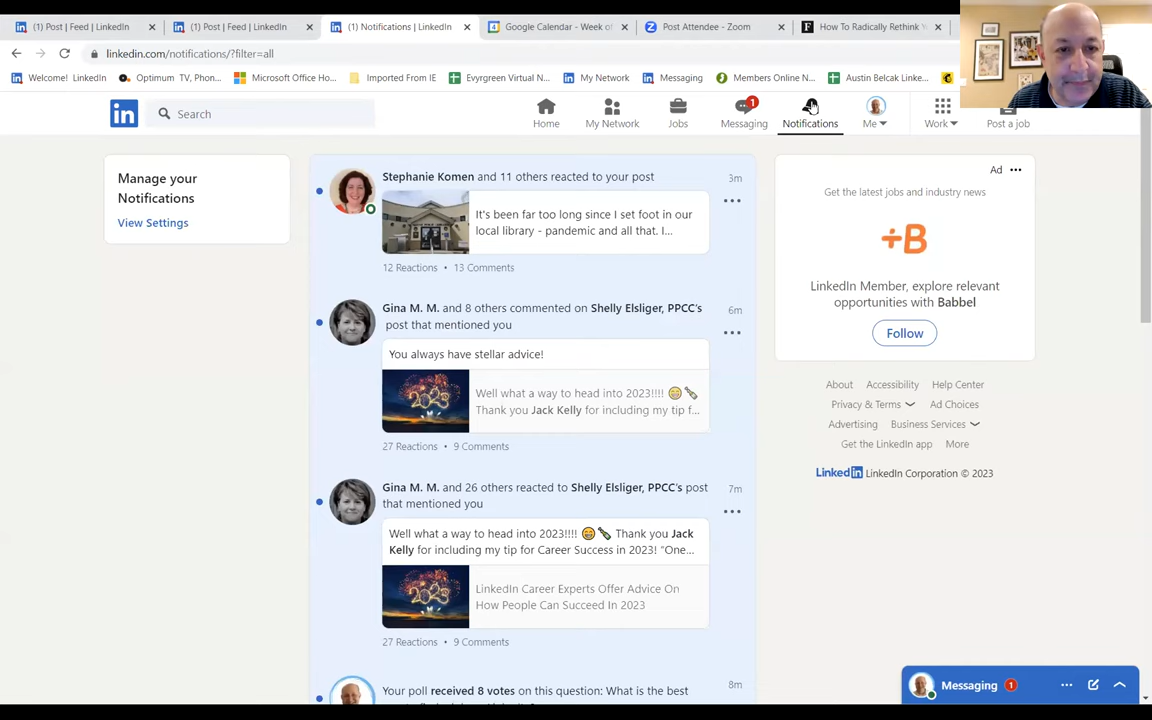 (1) Post | Feed | LinkedIn
(1) Post | Feed | LinkedIn
(1) Notifications | LinkedIn
Google Calendar - Week of
Post Attendee - Zoom
How To Radically Rethink
linkedin.com/notifications/?filter=all
Welcome! LinkedIn
Optimum TV, Phon...
Microsoft Office Ho...
Imported From IE
Evyrgreen Virtual N...
My Network
Messaging
Members Online N...
Austin Belcak Linke...
Search
Home
My Network
Jobs
1
Messaging
Notifications
Me
Work
Post a job
Manage your
Notifications
View Settings
Stephanie Komen and 11 others reacted to your post
3m
It's been far too long since I set foot in our
local library - pandemic and all that. I...
12 Reactions • 13 Comments
Gina M. M. and 8 others commented on Shelly Elsliger, PPCC's
post that mentioned you
6m
You always have stellar advice!
Well what a way to head into 2023!!!! 😁🍾
Thank you Jack Kelly for including my tip f...
2023
27 Reactions • 9 Comments
Gina M. M. and 26 others reacted to Shelly Elsliger, PPCC's post
that mentioned you
7m
Well what a way to head into 2023!!!! 😁🍾 Thank you Jack
Kelly for including my tip for Career Success in 2023! "One...
2023
LinkedIn Career Experts Offer Advice On
How People Can Succeed In 2023
27 Reactions • 9 Comments
Your poll received 8 votes on this question: What is the best
8m
Ad
Get the latest jobs and industry news
+B
LinkedIn Member, explore relevant
opportunities with Babbel
Follow
About Accessibility Help Center
Privacy & Terms Ad Choices
Advertising Business Services
Get the LinkedIn app More
LinkedIn LinkedIn Corporation © 2023
Messaging 1